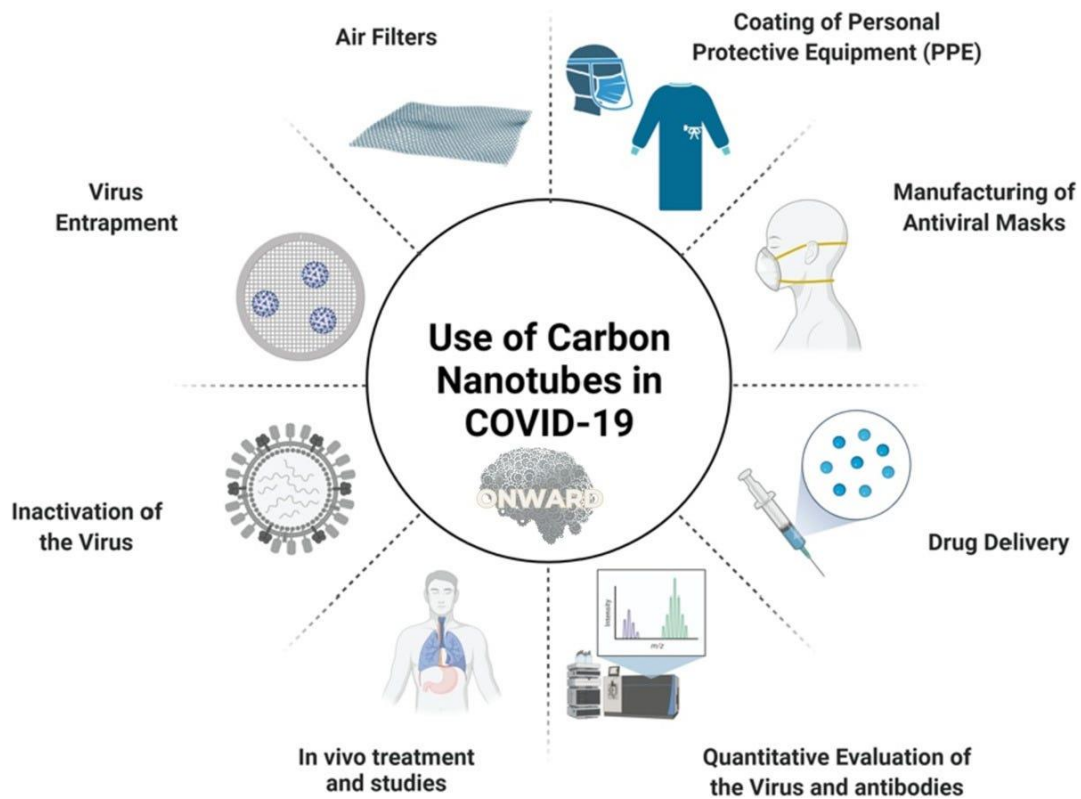 Air Filters
Coating of Personal
Protective Equipment (PPE)
Virus
Entrapment
Manufacturing of
Antiviral Masks
Use of Carbon
Nanotubes in
COVID-19
ONWARD
Inactivation of
the Virus
Drug Delivery
Intensity
m/z
In vivo treatment
and studies
Quantitative Evaluation of
the Virus and antibodies